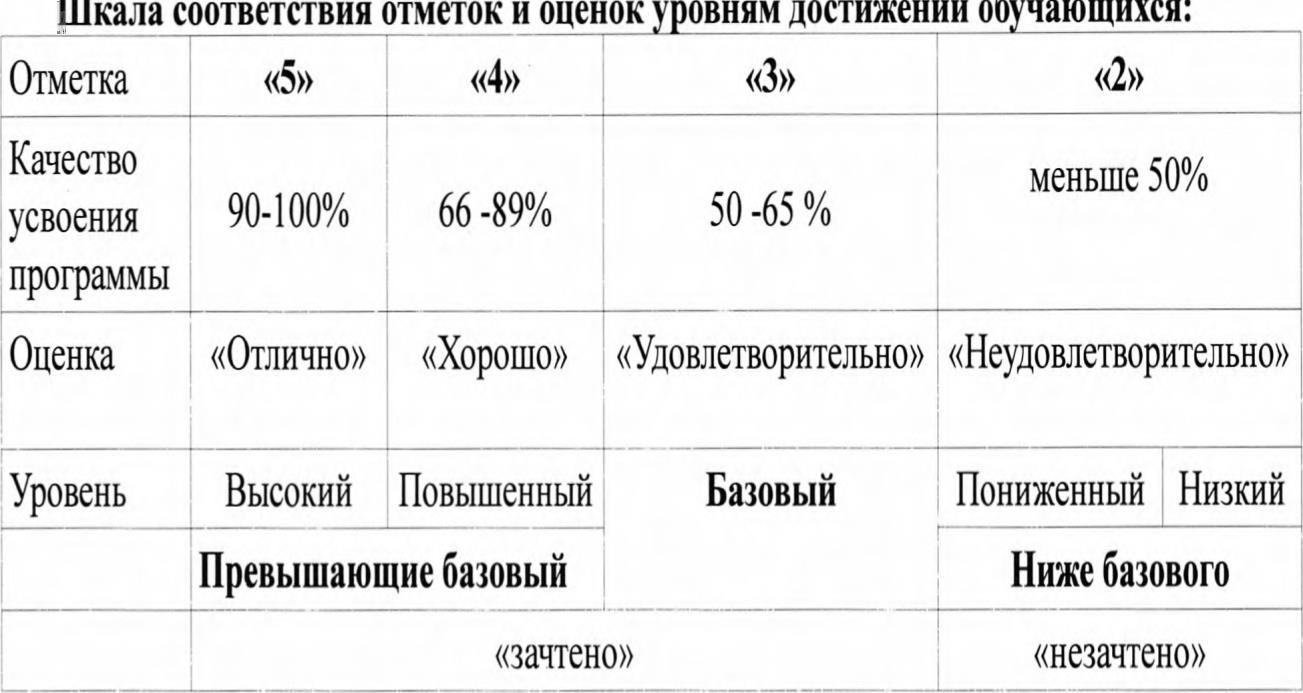 Шкала соответствия отметок и оценок уровням достижений обучающихся:
Отметка «5» «4» «3» «2»
Качество
усвоения
программы
90-100% 66 -89% 50 -65 % меньше 50%
Оценка «Отлично» «Хорошо» «Удовлетворительно» «Неудовлетворительно»
Уровень Высокий Повышенный Базовый Пониженный Низкий
Превышающие базовый Ниже базового
«зачтено» «незачтено»